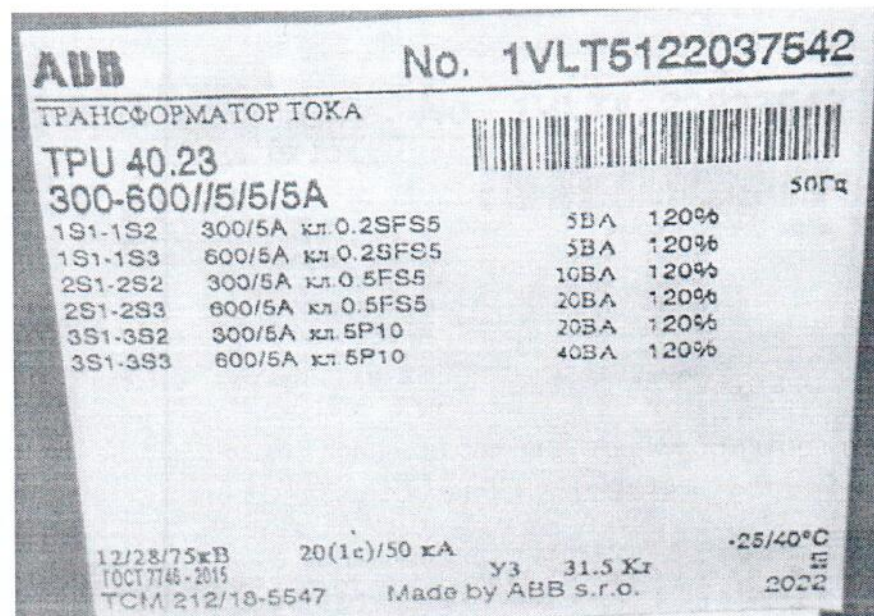 ABB No. 1VLT5122037542
ТРАНСФОРМАТОР ТОКА
TPU 40.23
300-600//5/5/5A
50Гц
1S1-1S2 300/5A кл.0.2SFS5 5ВА 120%
1S1-1S3 600/5A кл.0.2SFS5 5ВА 120%
2S1-2S2 300/5A кл.0.5FS5 10ВА 120%
2S1-2S3 600/5A кл.0.5FS5 20ВА 120%
3S1-3S2 300/5A кл.5P10 20ВА 120%
3S1-3S3 600/5A кл.5P10 40ВА 120%
12/28/75кВ 20(1с)/50 кА -25/40°C
ГОСТ 7746 - 2015 У3 31.5 Кг
TCM 212/18-5547 Made by ABB s.r.o. 2022